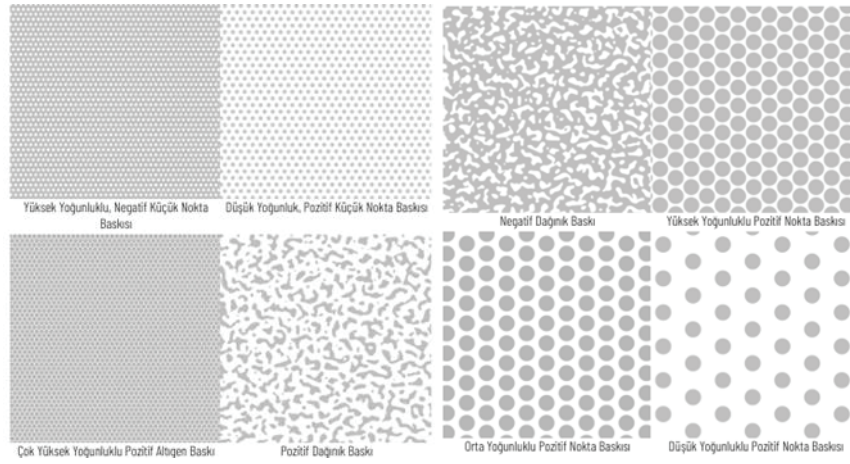 Yüksek Yoğunluklu, Negatif Küçük Nokta
Baskısı
Düşük Yoğunluk, Pozitif Küçük Nokta Baskısı
Negatif Dağınık Baskı
Yüksek Yoğunluklu Pozitif Nokta Baskısı
Çok Yüksek Yoğunluklu Pozitif Altıgen Baskı
Pozitif Dağınık Baskı
Orta Yoğunluklu Pozitif Nokta Baskısı
Düşük Yoğunluklu Pozitif Nokta Baskısı